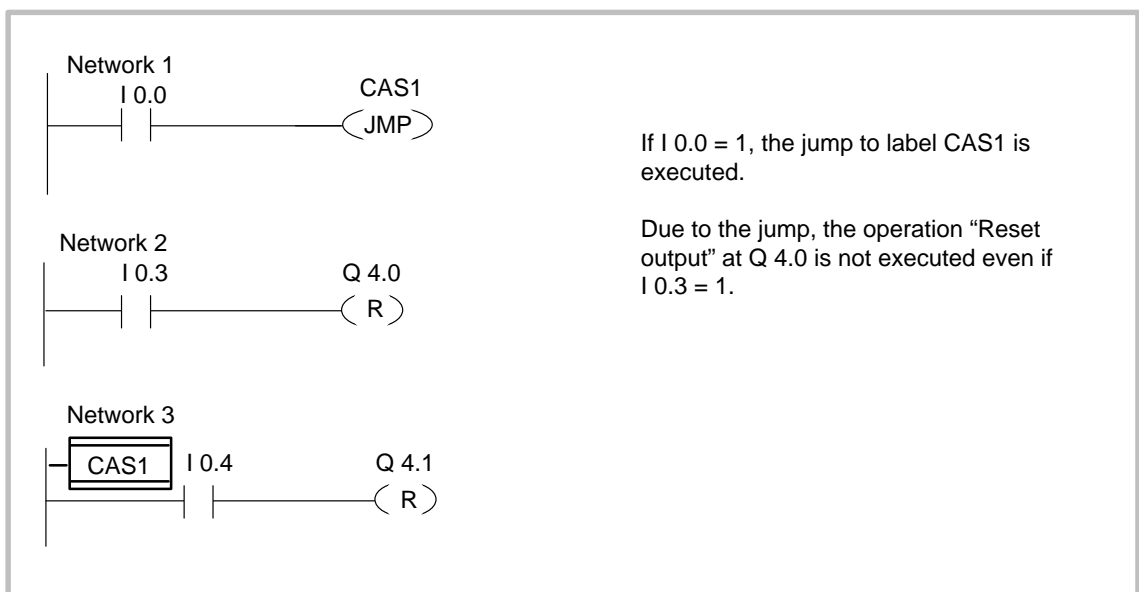 Network 1
I 0.0
CAS1
JMP
If I 0.0 = 1, the jump to label CAS1 is
executed.
Due to the jump, the operation “Reset
output” at Q 4.0 is not executed even if
I 0.3 = 1.
Network 2
I 0.3
Q 4.0
R
Network 3
CAS1
I 0.4
Q 4.1
R